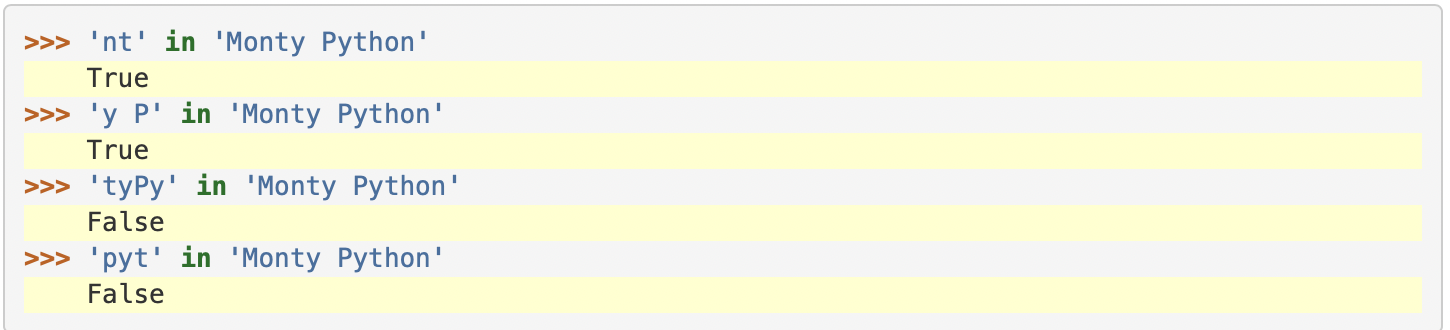 >>> 'nt' in 'Monty Python'
    True
>>> 'y P' in 'Monty Python'
    True
>>> 'tyPy' in 'Monty Python'
    False
>>> 'pyt' in 'Monty Python'
    False